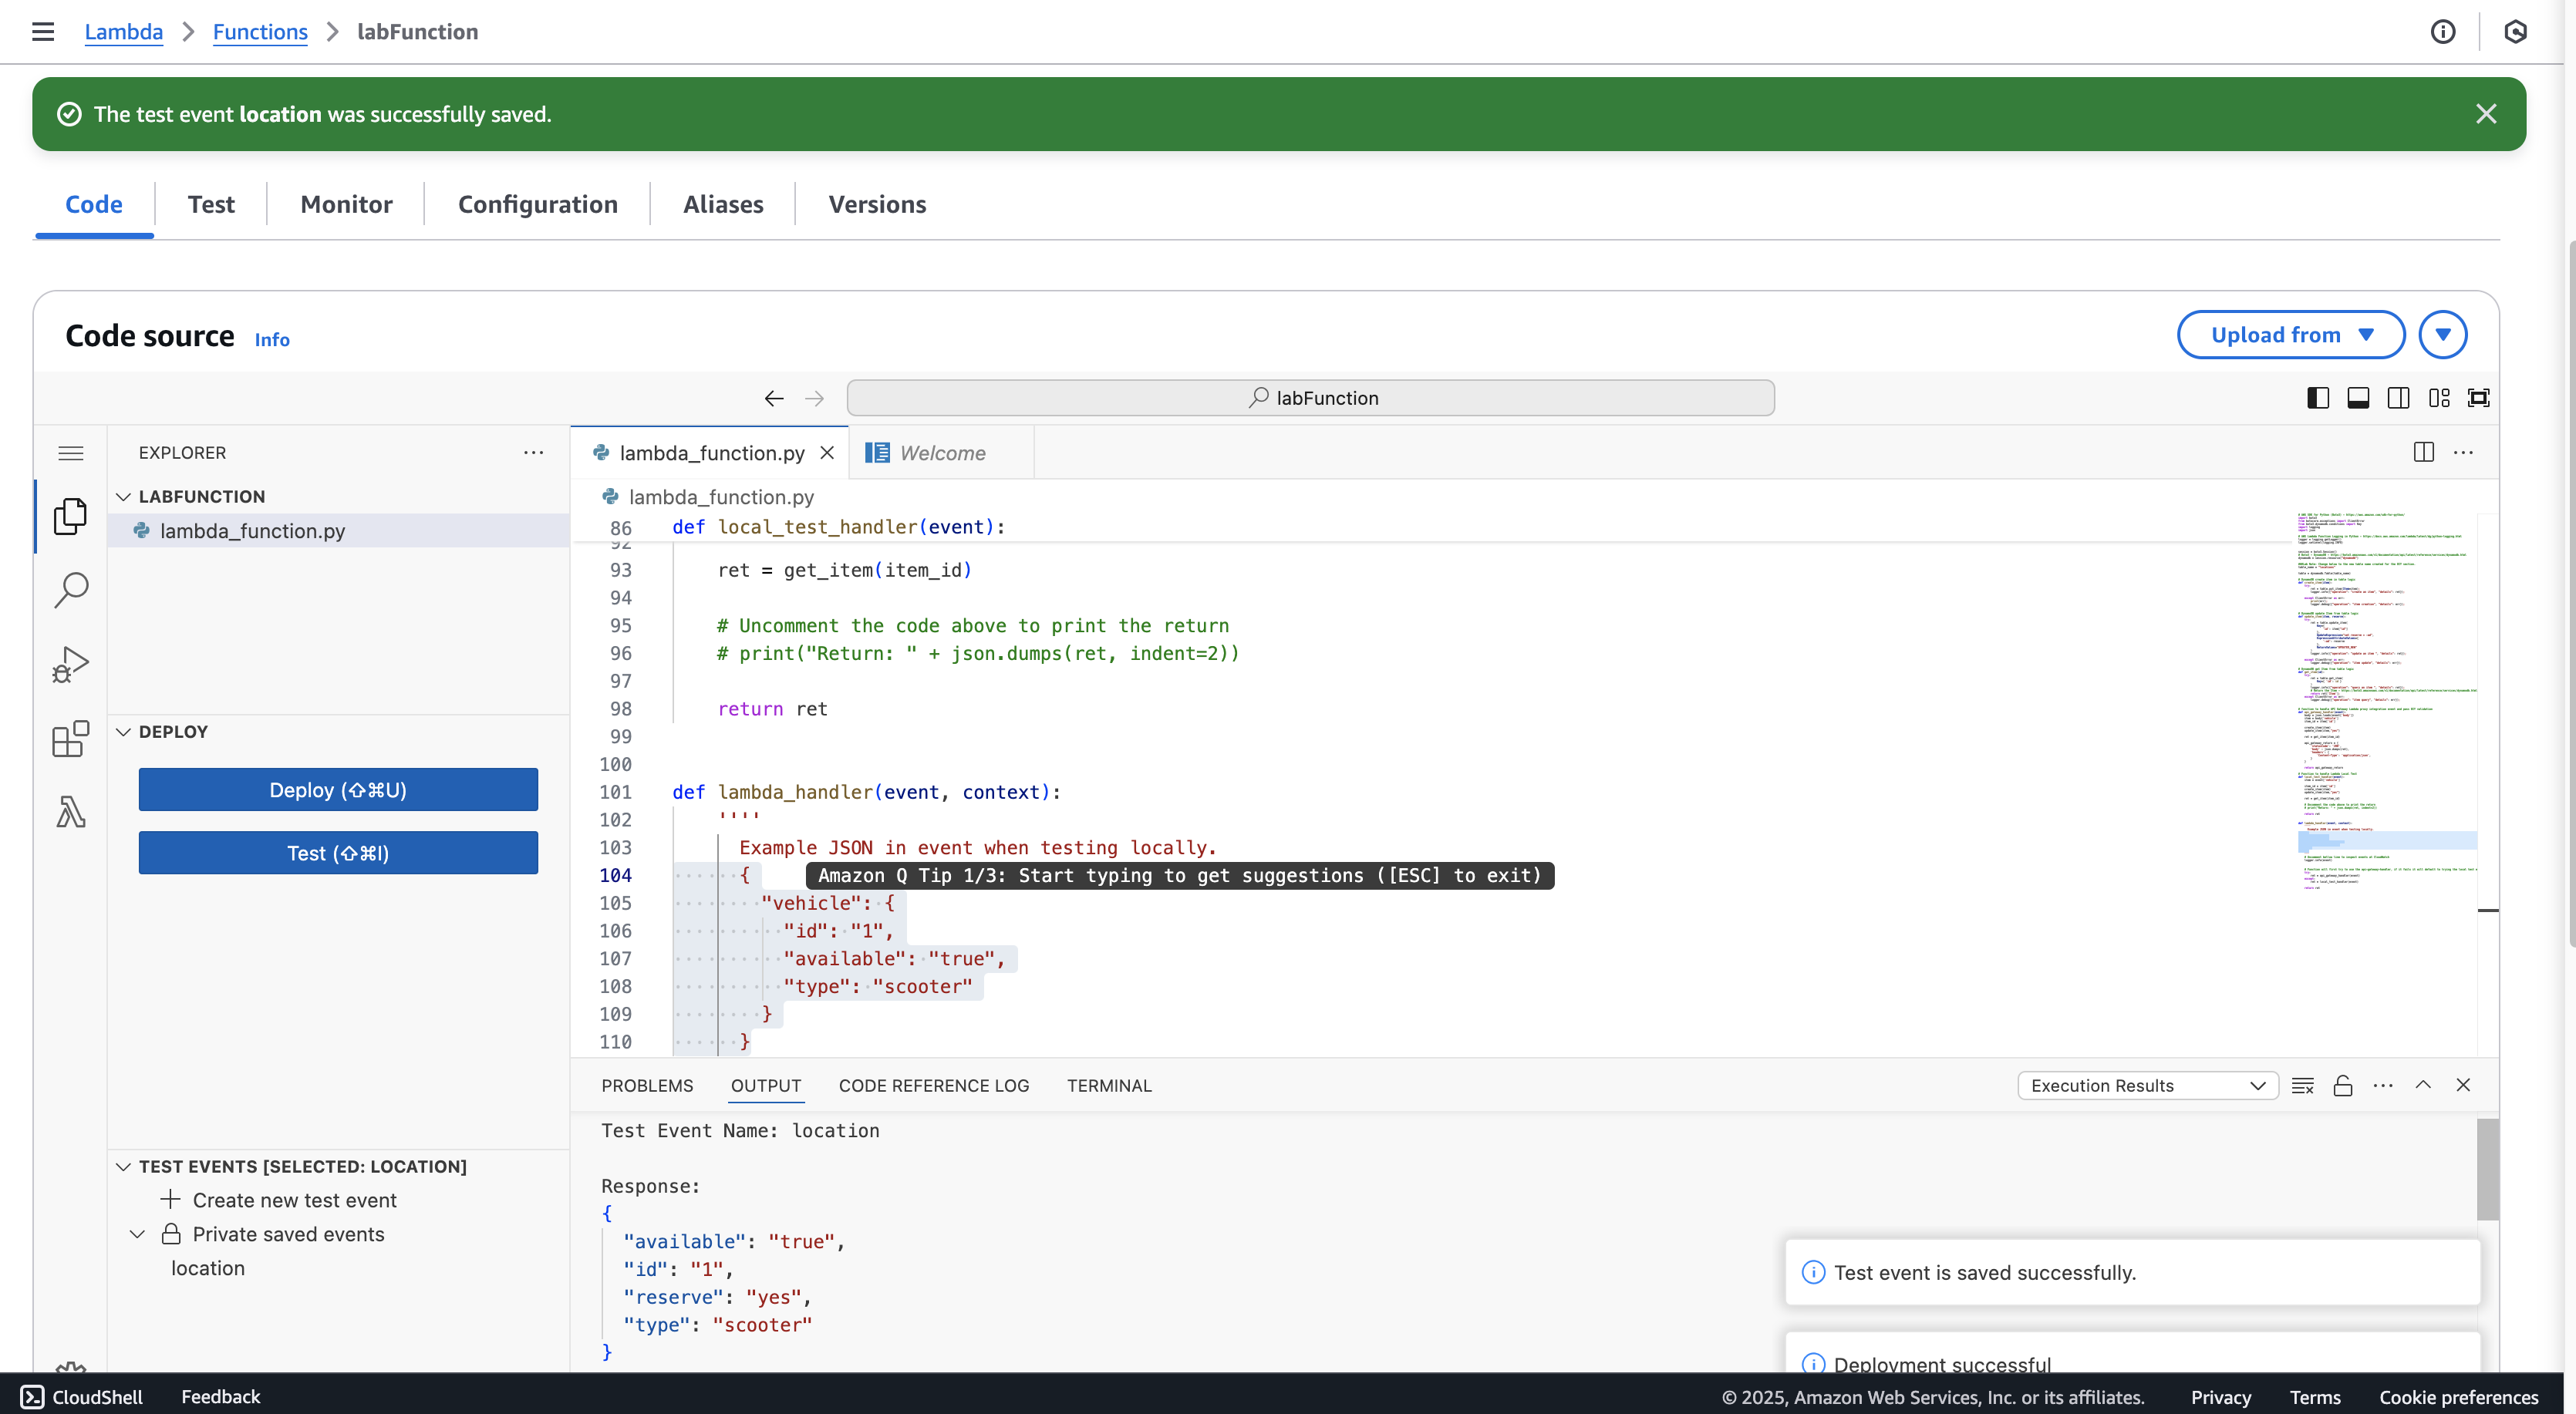 Lambda > Functions > labFunction
The test event location was successfully saved.
Code Test Monitor Configuration Aliases Versions
Code source Info
Upload from
labFunction
EXPLORER
LABFUNCTION
lambda_function.py
DEPLOY
Deploy (⇧⌘U)
Test (⇧⌘I)
TEST EVENTS [SELECTED: LOCATION]
Create new test event
Private saved events
location
lambda_function.py Welcome
lambda_function.py
86 def local_test_handler(event):
92
93 ret = get_item(item_id)
94
95 # Uncomment the code above to print the return
96 # print("Return: " + json.dumps(ret, indent=2))
97
98 return ret
99
100
101 def lambda_handler(event, context):
102 ''''
103 Example JSON in event when testing locally.
104 { Amazon Q Tip 1/3: Start typing to get suggestions ([ESC] to exit)
105 "vehicle": {
106 "id": "1",
107 "available": "true",
108 "type": "scooter"
109 }
110 }
PROBLEMS OUTPUT CODE REFERENCE LOG TERMINAL
Execution Results
Test Event Name: location
Response:
{
"available": "true",
"id": "1",
"reserve": "yes",
"type": "scooter"
}
Test event is saved successfully.
Deployment successful
CloudShell Feedback
© 2025, Amazon Web Services, Inc. or its affiliates. Privacy Terms Cookie preferences